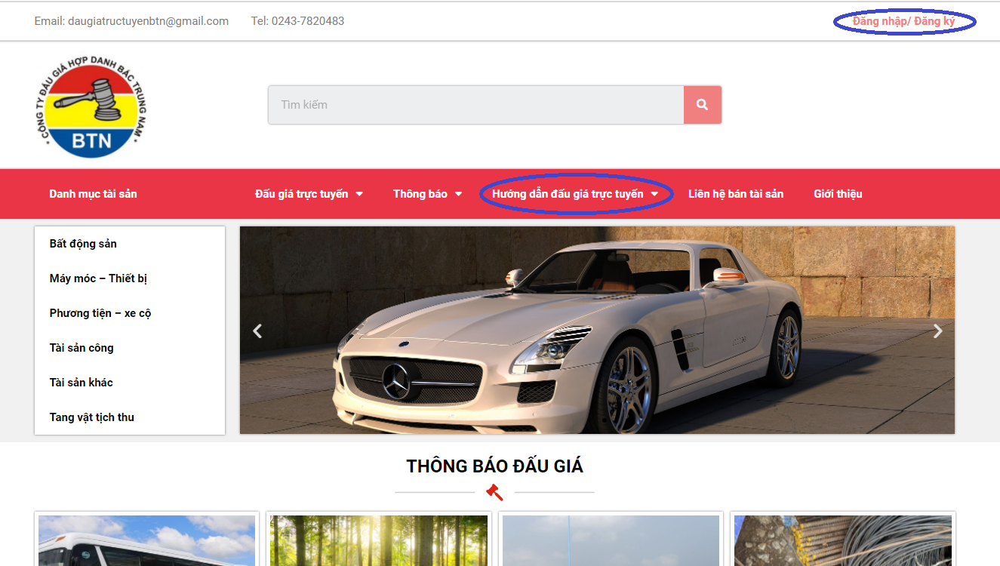 Email: daugiatructuyenbtn@gmail.com Tel: 0243-7820483 Đăng nhập/ Đăng ký
CÔNG TY ĐẤU GIÁ HỢP DANH BẮC TRUNG NAM
BTN
Tìm kiếm
Danh mục tài sản Đấu giá trực tuyến Thông báo Hướng dẫn đấu giá trực tuyến Liên hệ bán tài sản Giới thiệu
Bất động sản
Máy móc – Thiết bị
Phương tiện – xe cộ
Tài sản công
Tài sản khác
Tang vật tịch thu
THÔNG BÁO ĐẤU GIÁ